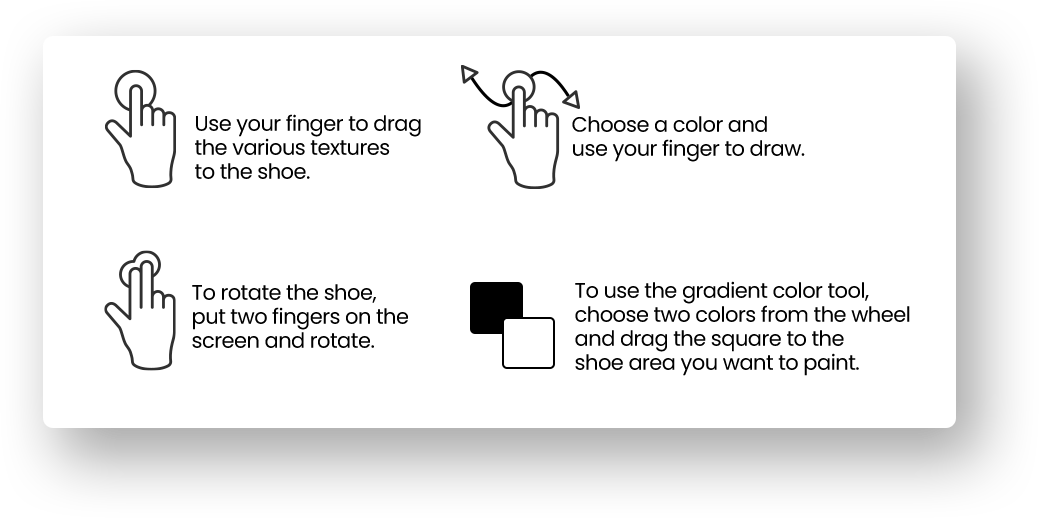 Use your finger to drag
the various textures
to the shoe.
Choose a color and
use your finger to draw.
To rotate the shoe,
put two fingers on the
screen and rotate.
To use the gradient color tool,
choose two colors from the wheel
and drag the square to the
shoe area you want to paint.